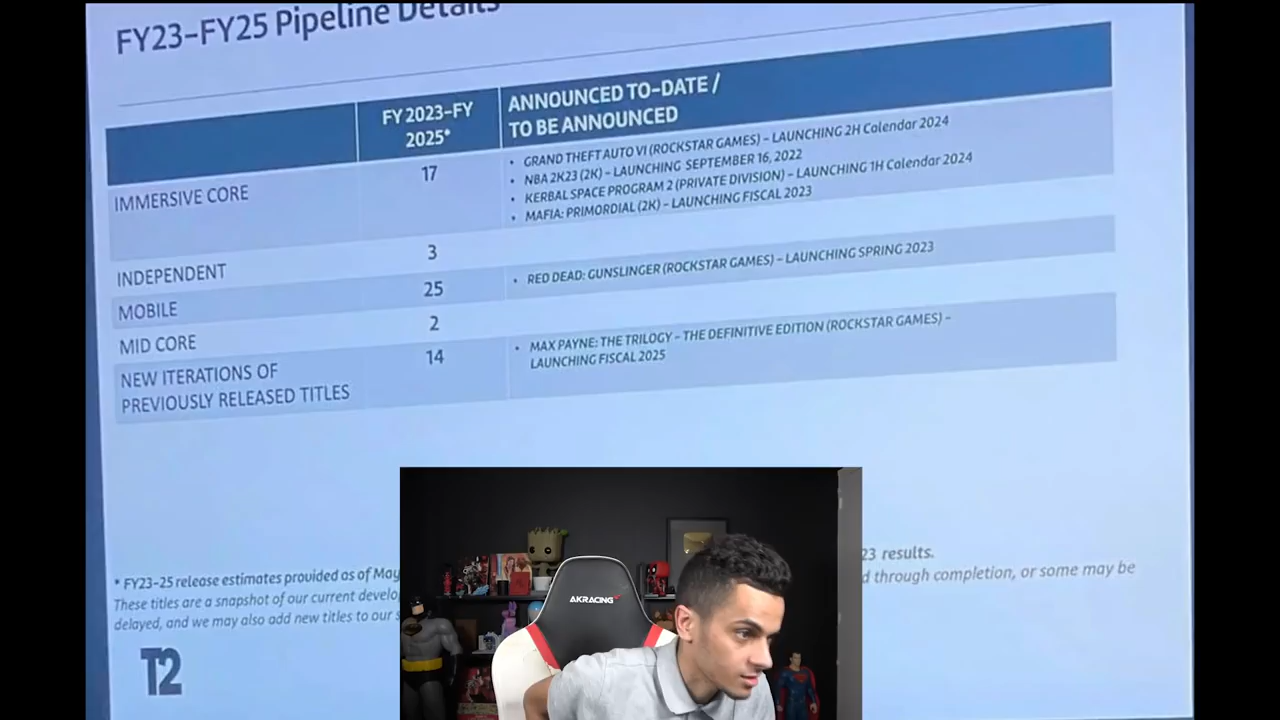 FY23–FY25 Pipeline Details
FY 2023–FY
2025*
ANNOUNCED TO-DATE /
TO BE ANNOUNCED
IMMERSIVE CORE
17
• GRAND THEFT AUTO VI (ROCKSTAR GAMES) – LAUNCHING 2H Calendar 2024
• NBA 2K23 (2K) – LAUNCHING SEPTEMBER 16, 2022
• KERBAL SPACE PROGRAM 2 (PRIVATE DIVISION) – LAUNCHING 1H Calendar 2024
• MAFIA: PRIMORDIAL (2K) – LAUNCHING FISCAL 2023
INDEPENDENT
3
MOBILE
25
• RED DEAD: GUNSLINGER (ROCKSTAR GAMES) – LAUNCHING SPRING 2023
MID CORE
2
NEW ITERATIONS OF
PREVIOUSLY RELEASED TITLES
14
• MAX PAYNE: THE TRILOGY – THE DEFINITIVE EDITION (ROCKSTAR GAMES) –
LAUNCHING FISCAL 2025
* FY23–25 release estimates provided as of May 23 results.
These titles are a snapshot of our current develo d through completion, or some may be
delayed, and we may also add new titles to our
T2
AKRACING